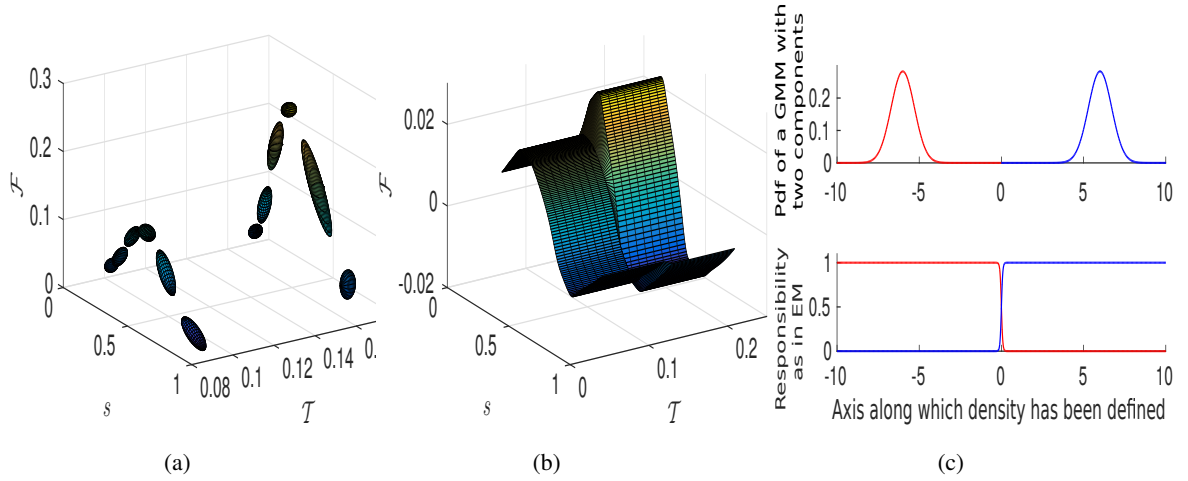 0.3
0.2
0.1
0
0
0.5
1
0.08
0.1
0.12
0.14
0.
ℱ
s
𝒯
0.02
0
-0.02
0
0.5
1
0
0.1
0.2
ℱ
s
𝒯
Pdf of a GMM with
two components
0.2
0.1
0
-10
-5
0
5
10
Responsibility
as in EM
1
0.5
0
-10
-5
0
5
10
Axis along which density has been defined
(a)
(b)
(c)